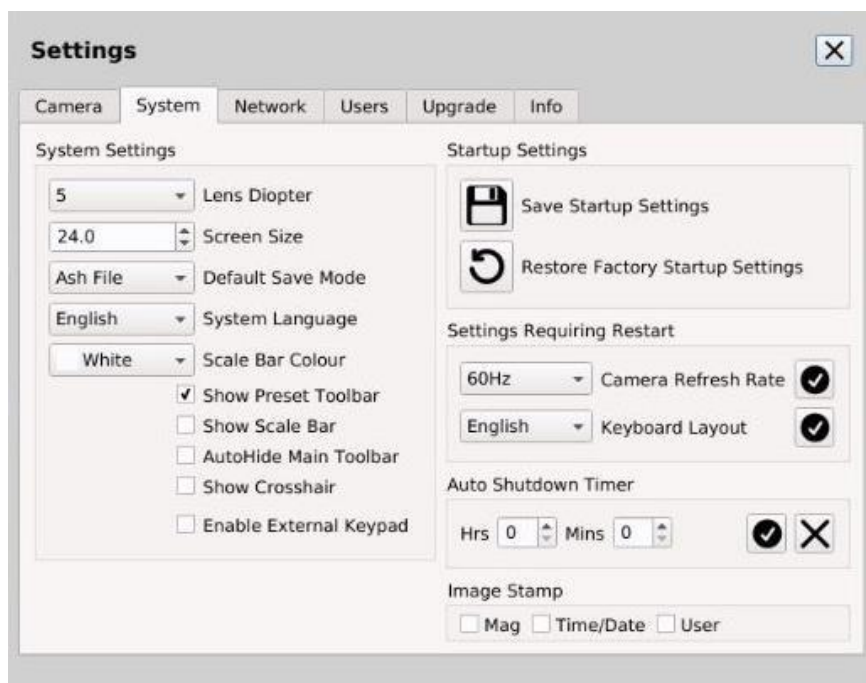 Settings
Camera System Network Users Upgrade Info
System Settings
5 Lens Diopter
24.0 Screen Size
Ash File Default Save Mode
English System Language
White Scale Bar Colour
Show Preset Toolbar
Show Scale Bar
AutoHide Main Toolbar
Show Crosshair
Enable External Keypad
Startup Settings
Save Startup Settings
Restore Factory Startup Settings
Settings Requiring Restart
60Hz Camera Refresh Rate
English Keyboard Layout
Auto Shutdown Timer
Hrs 0 Mins 0
Image Stamp
Mag Time/Date User